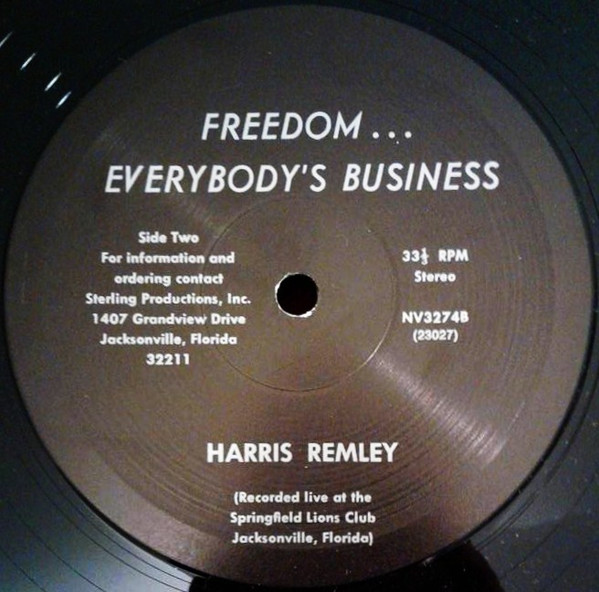 FREEDOM...
EVERYBODY'S BUSINESS
Side Two
For information and
ordering contact
Sterling Productions, Inc.
1407 Grandview Drive
Jacksonville, Florida
32211
33⅓ RPM
Stereo
NV3274B
(23027)
HARRIS REMLEY
(Recorded live at the
Springfield Lions Club
Jacksonville, Florida)